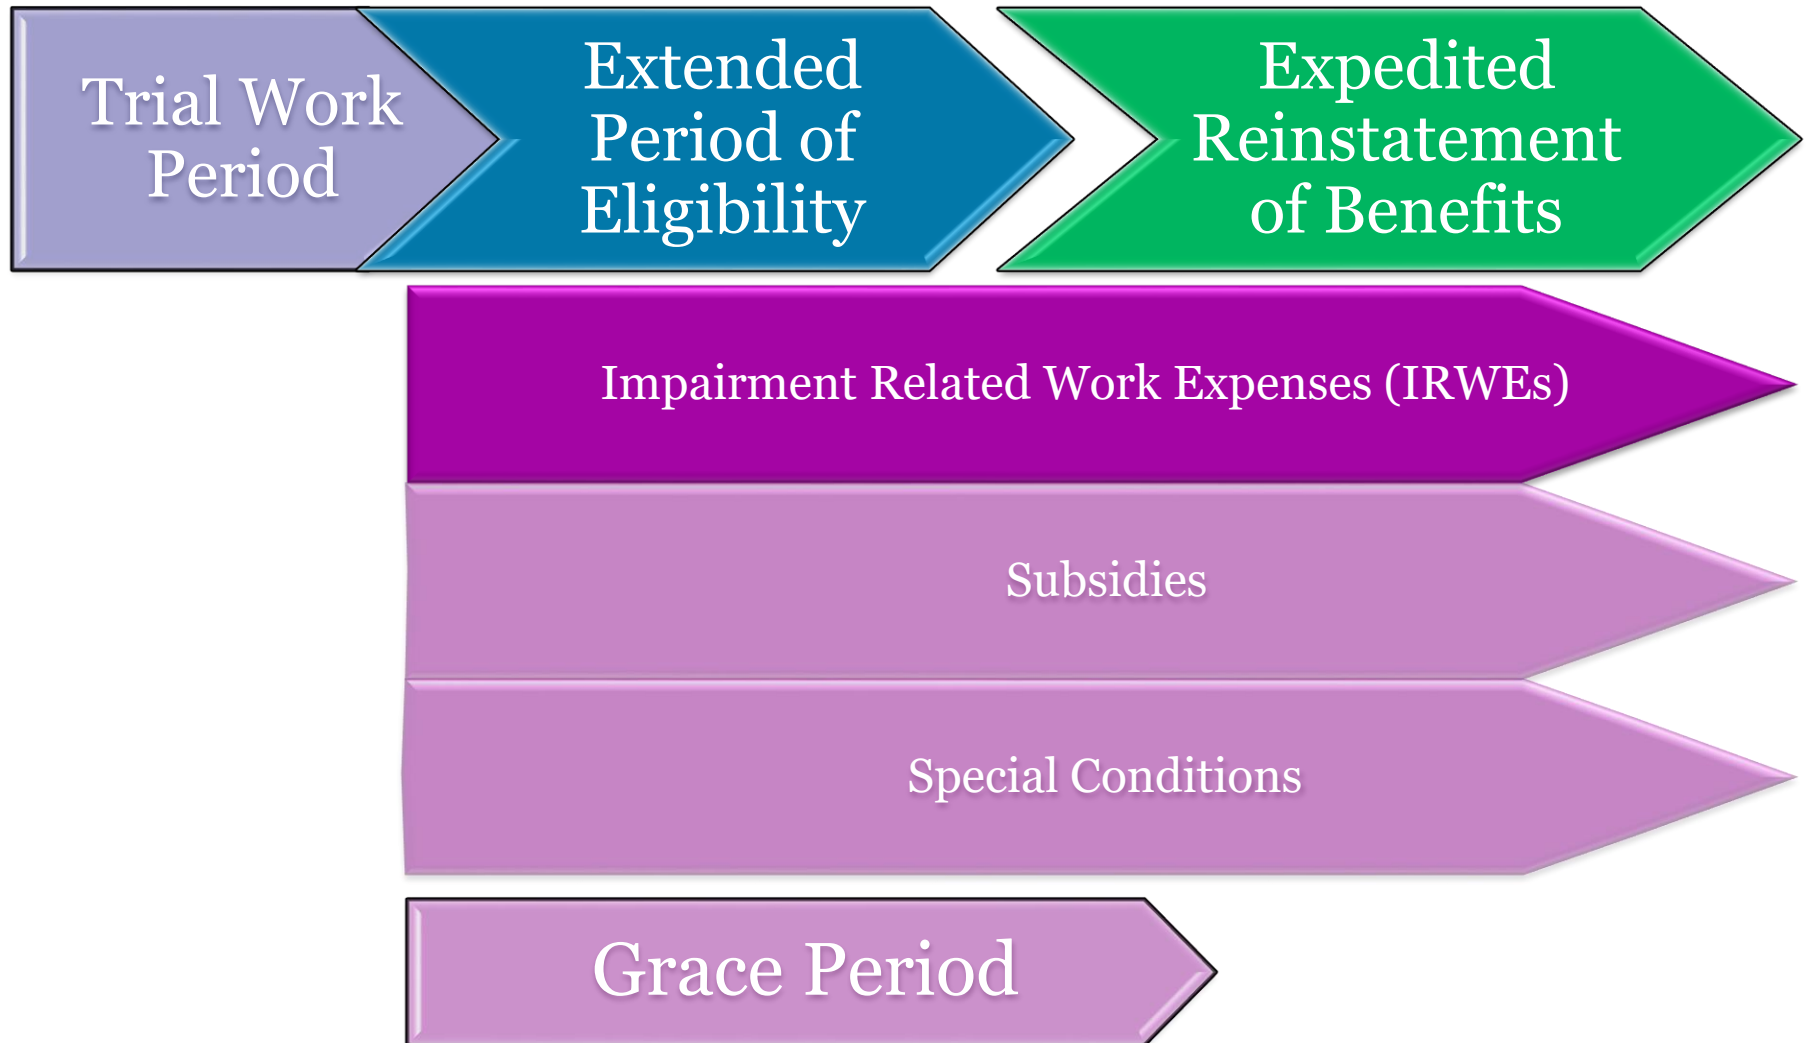 Trial Work
Period
Extended
Period of
Eligibility
Expedited
Reinstatement
of Benefits
Impairment Related Work Expenses (IRWEs)
Subsidies
Special Conditions
Grace Period